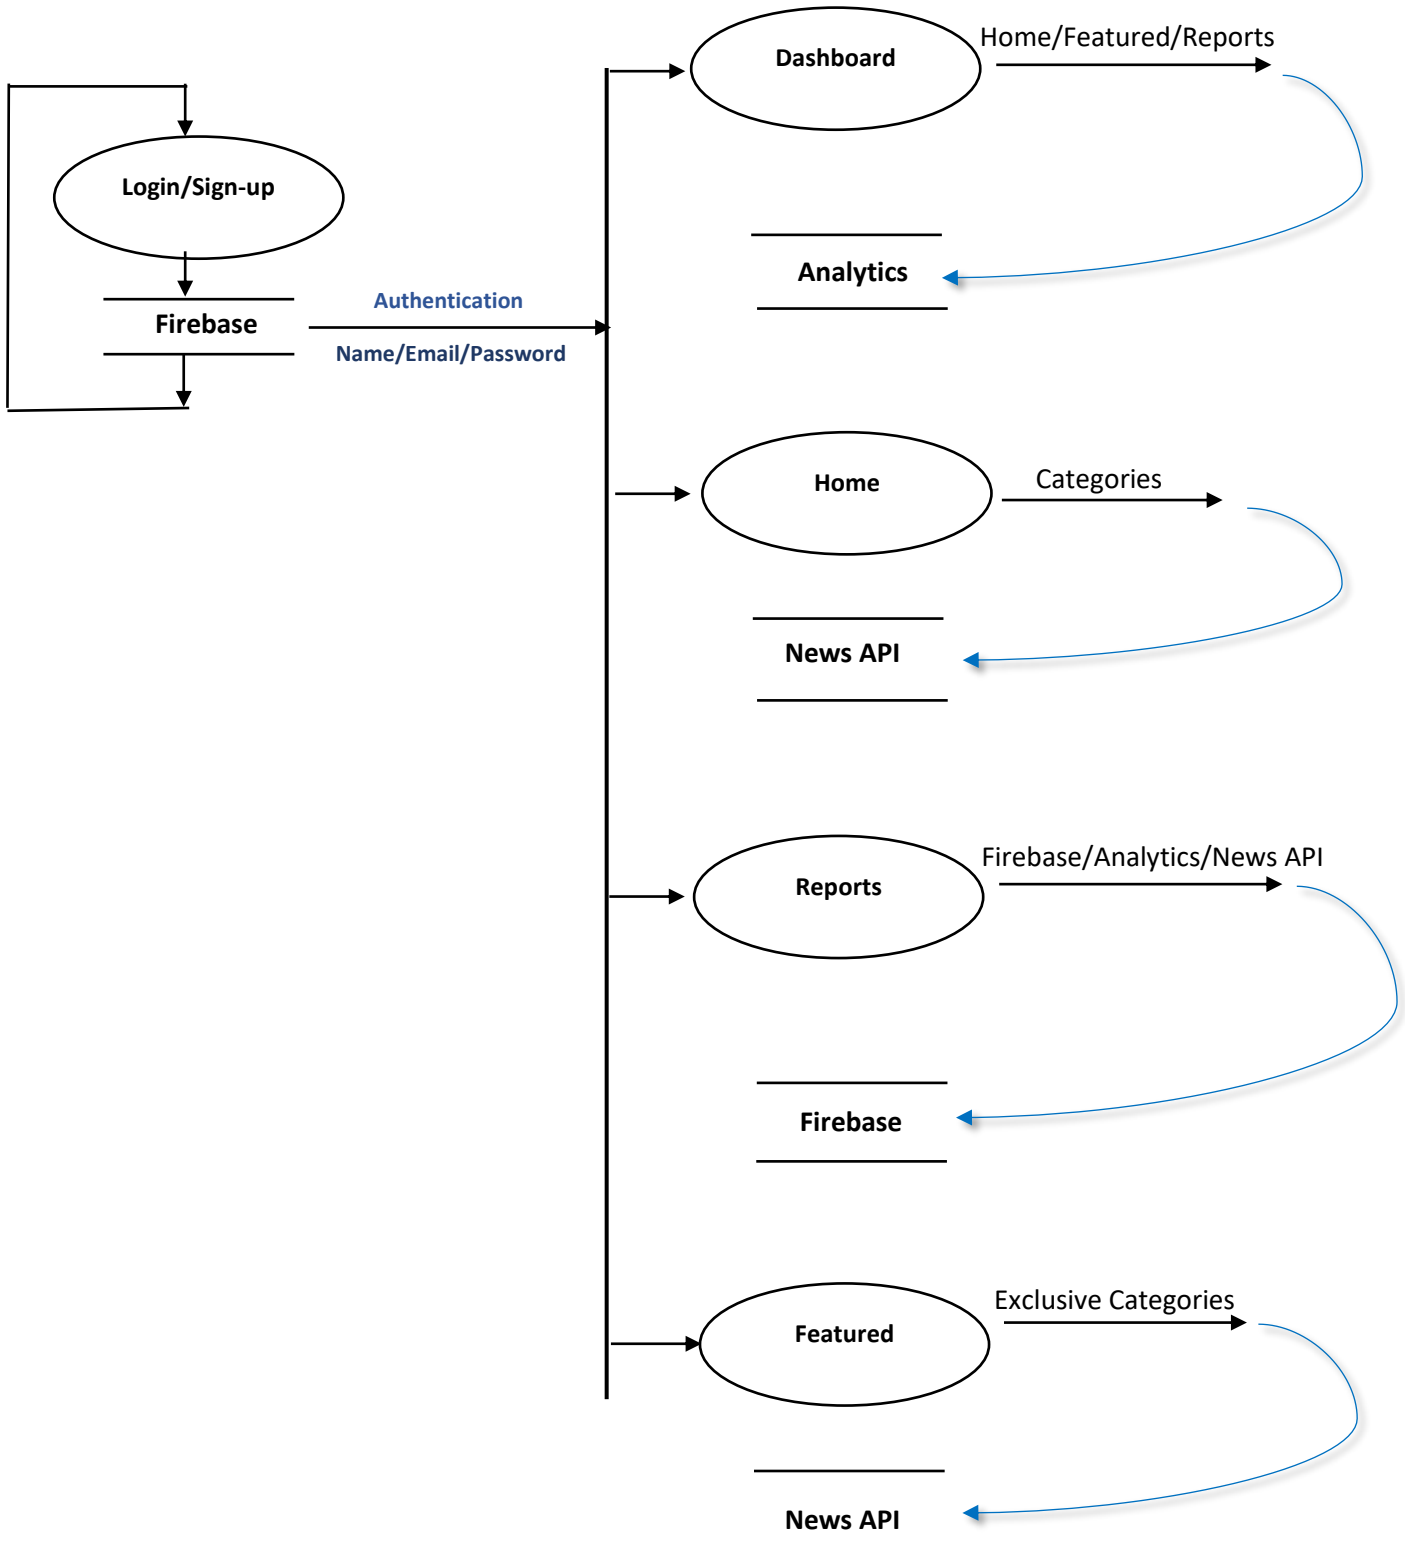 Dashboard
Home/Featured/Reports
Login/Sign-up
Analytics
Authentication
Firebase
Name/Email/Password
Home
Categories
News API
Reports
Firebase/Analytics/News API
Firebase
Featured
Exclusive Categories
News API